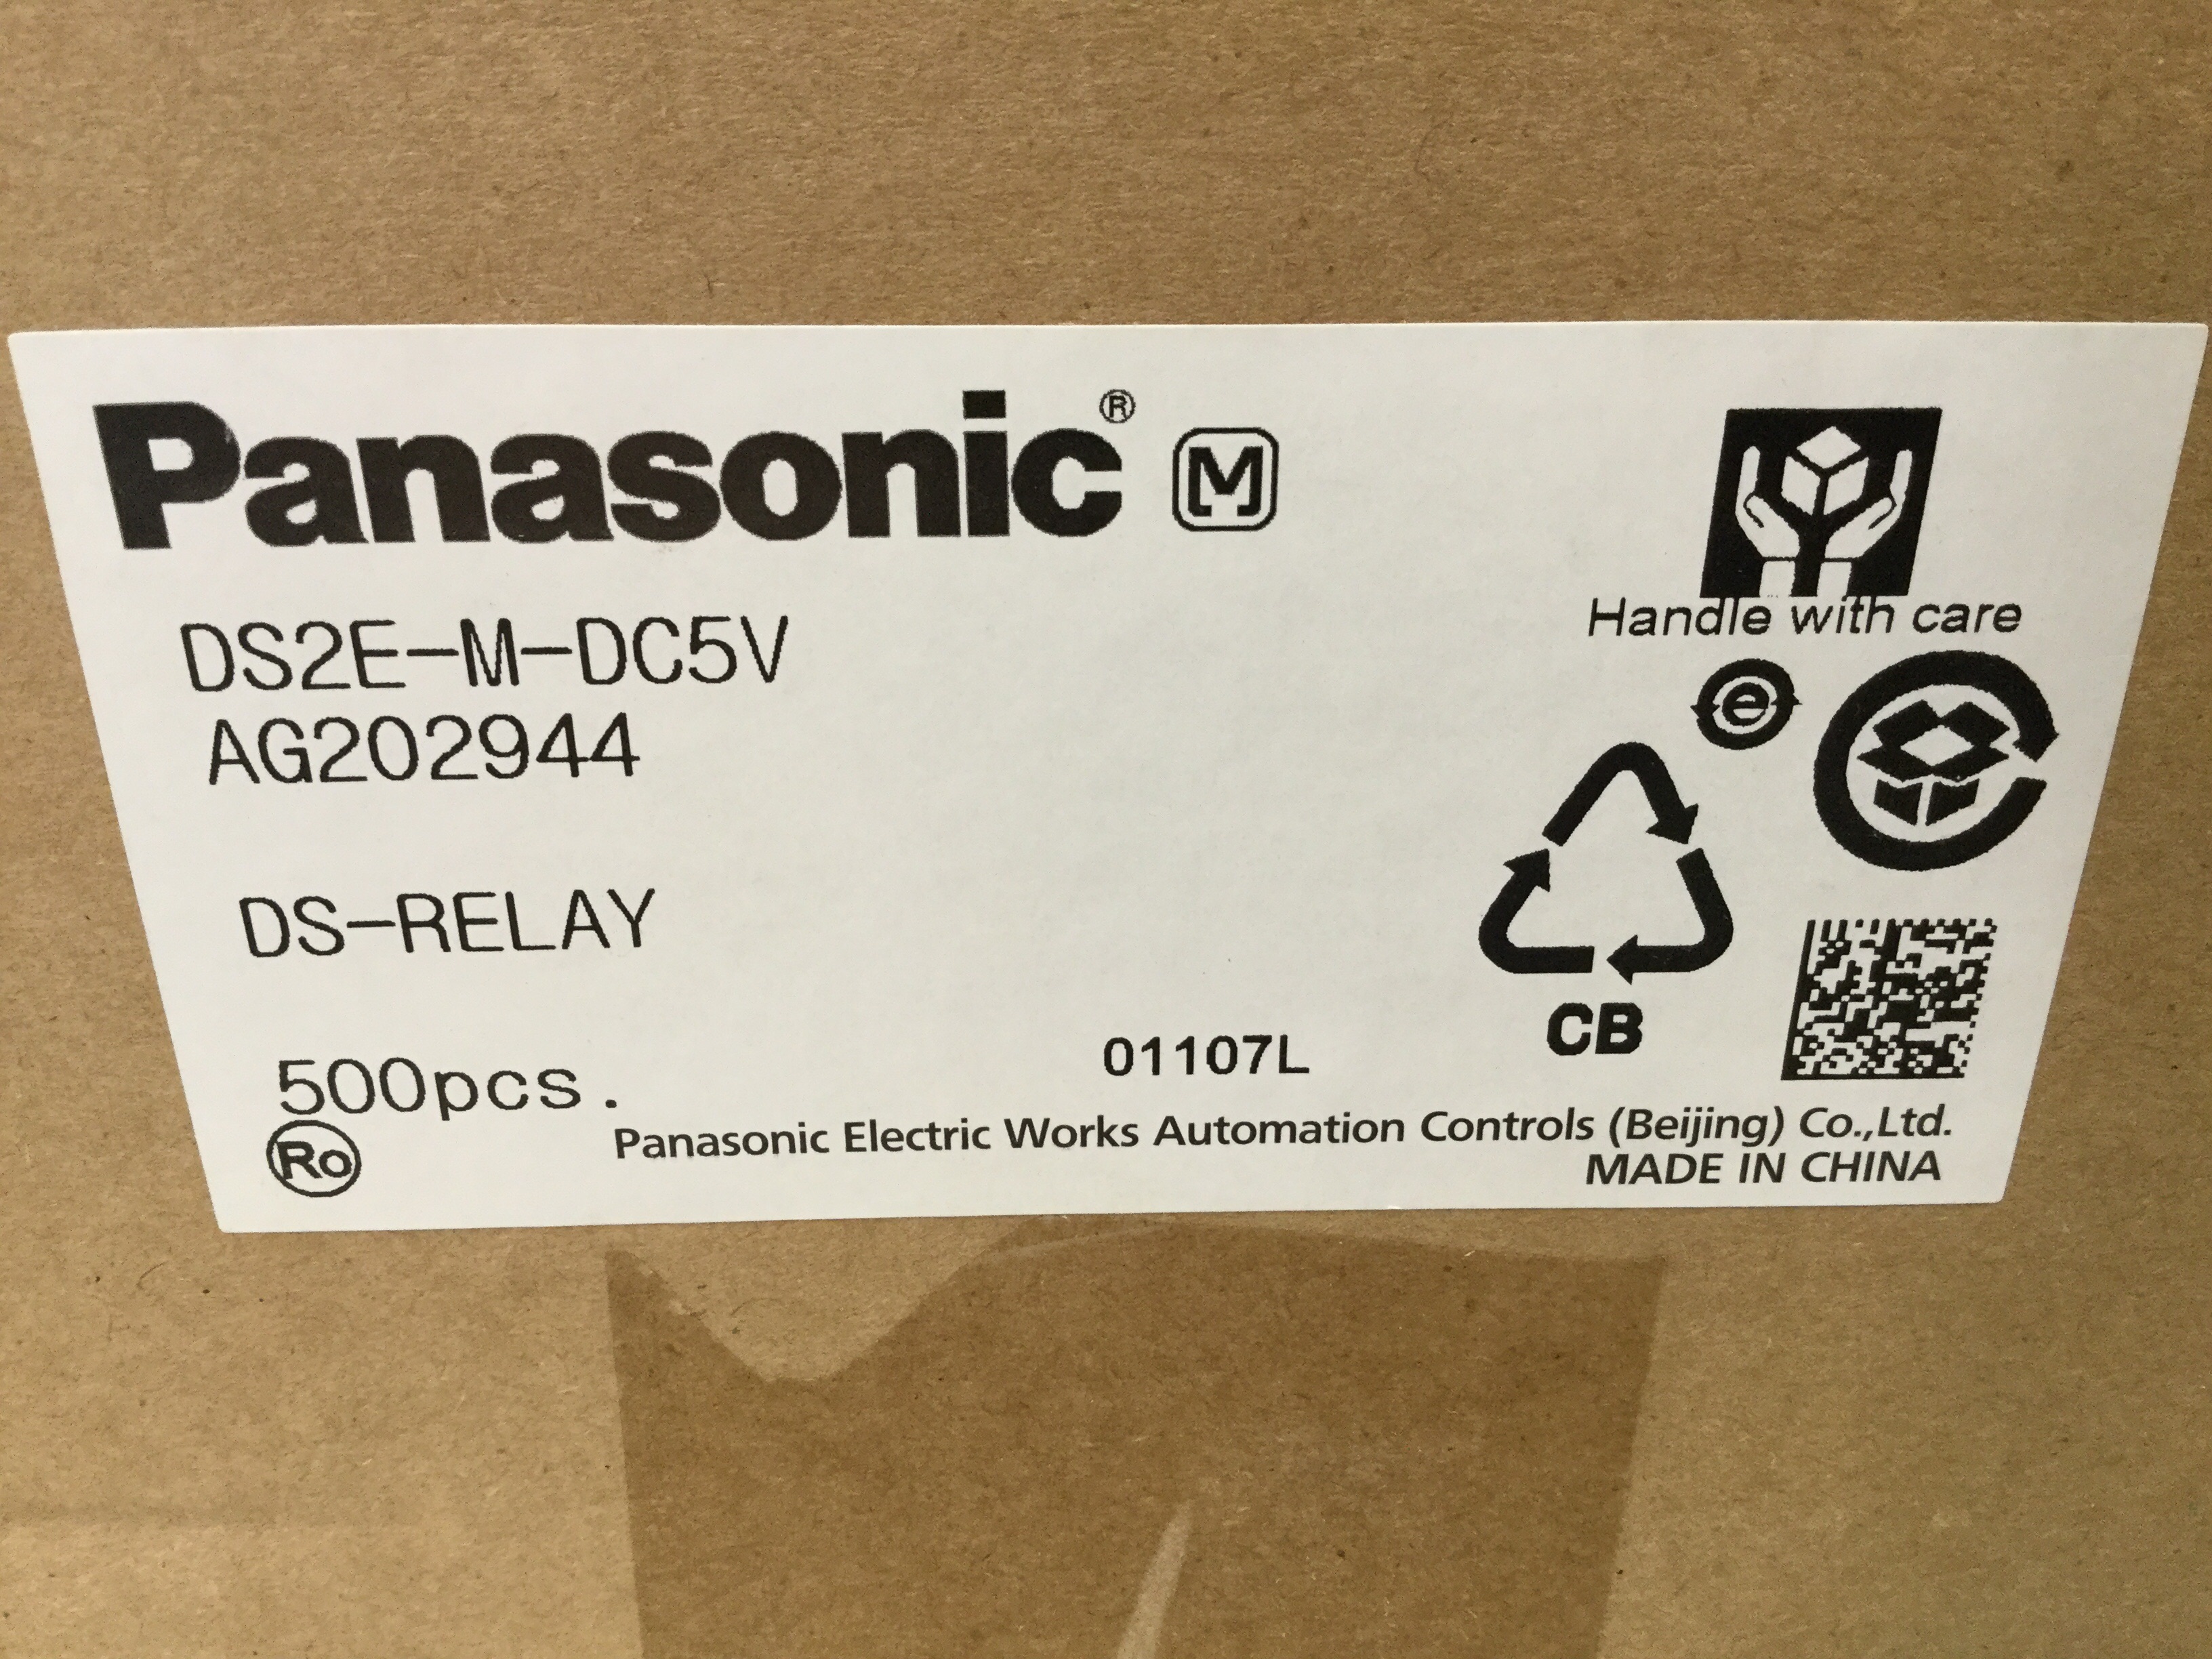 Panasonic® M
DS2E-M-DC5V
AG202944
DS-RELAY
500pcs.
Ro
Handle with care
e
CB
01107L
Panasonic Electric Works Automation Controls (Beijing) Co.,Ltd.
MADE IN CHINA